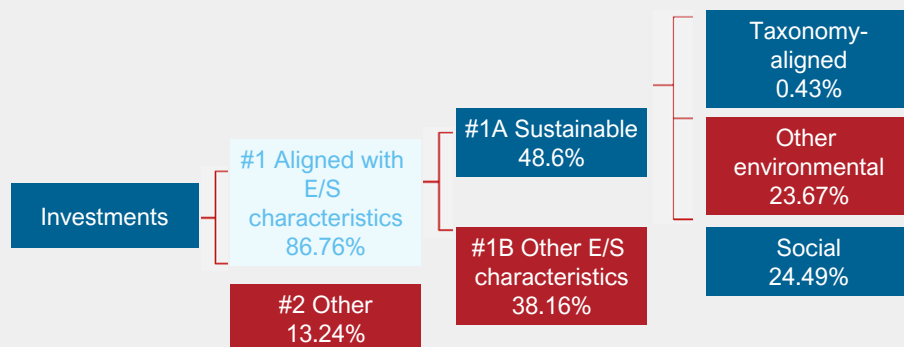 Investments
#1 Aligned with
E/S
characteristics
86.76%
#2 Other
13.24%
#1A Sustainable
48.6%
#1B Other E/S
characteristics
38.16%
Taxonomy-
aligned
0.43%
Other
environmental
23.67%
Social
24.49%